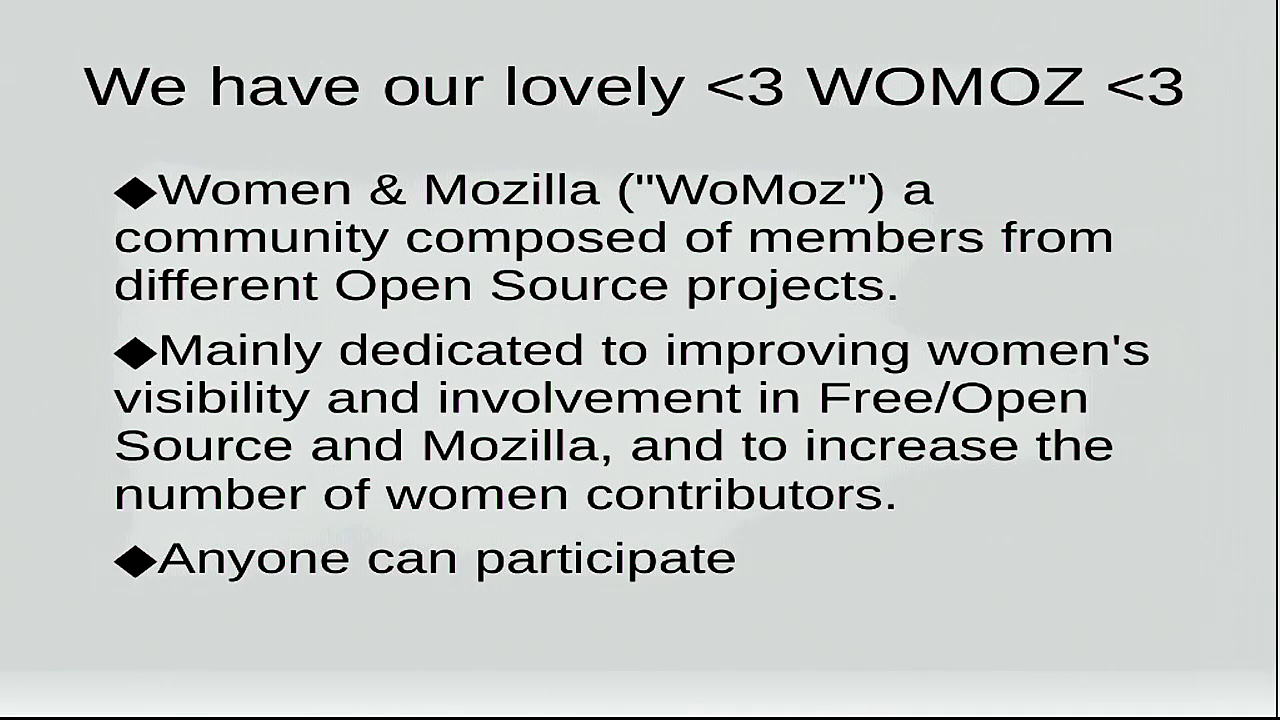 We have our lovely <3 WOMOZ <3
◆Women & Mozilla ("WoMoz") a
community composed of members from
different Open Source projects.
◆Mainly dedicated to improving women's
visibility and involvement in Free/Open
Source and Mozilla, and to increase the
number of women contributors.
◆Anyone can participate